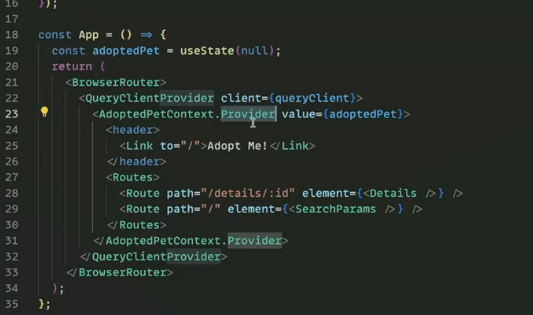 16 });
17
18 const App = () => {
19 const adoptedPet = useState(null);
20 return (
21 <BrowserRouter>
22 <QueryClientProvider client={queryClient}>
23 <AdoptedPetContext.Provider value={adoptedPet}>
24 <header>
25 <Link to="/">Adopt Me!</Link>
26 </header>
27 <Routes>
28 <Route path="/details/:id" element={<Details />} />
29 <Route path="/" element={<SearchParams />} />
30 </Routes>
31 </AdoptedPetContext.Provider>
32 </QueryClientProvider>
33 </BrowserRouter>
34 );
35 };